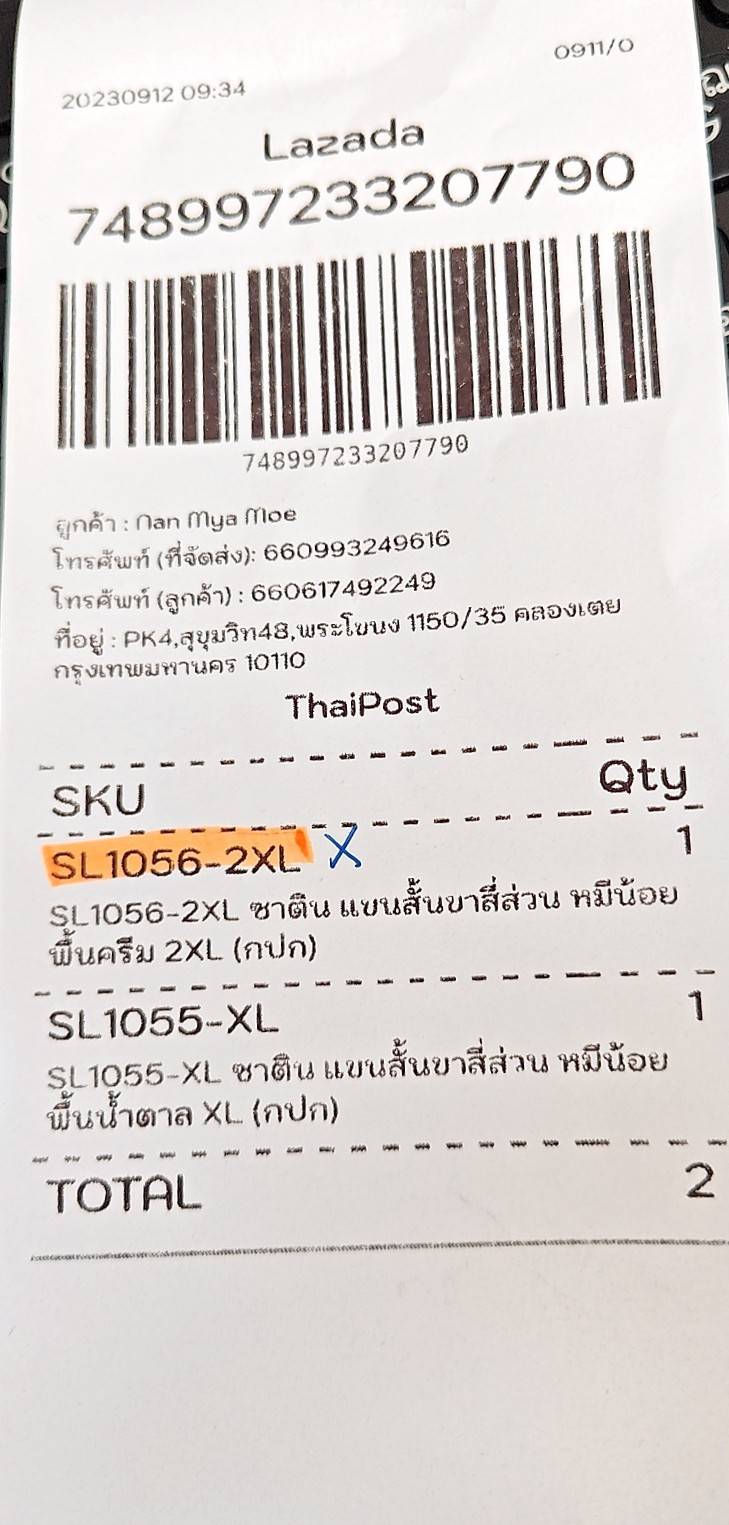 0911/0
20230912 09:34
Lazada
748997233207790
748997233207790
ลูกค้า : Nan Mya Moe
โทรศัพท์ (ที่จัดส่ง): 660993249616
โทรศัพท์ (ลูกค้า) : 660617492249
ที่อยู่ : PK4,สุขุมวิท48,พระโขนง 1150/35 คลองเตย
กรุงเทพมหานคร 10110
ThaiPost
SKU Qty
SL1056-2XL X 1
SL1056-2XL ซาติน แขนสั้นขาสี่ส่วน หมีน้อย
พื้นครีม 2XL (กปก)
SL1055-XL 1
SL1055-XL ซาติน แขนสั้นขาสี่ส่วน หมีน้อย
พื้นน้ำตาล XL (กปก)
TOTAL 2